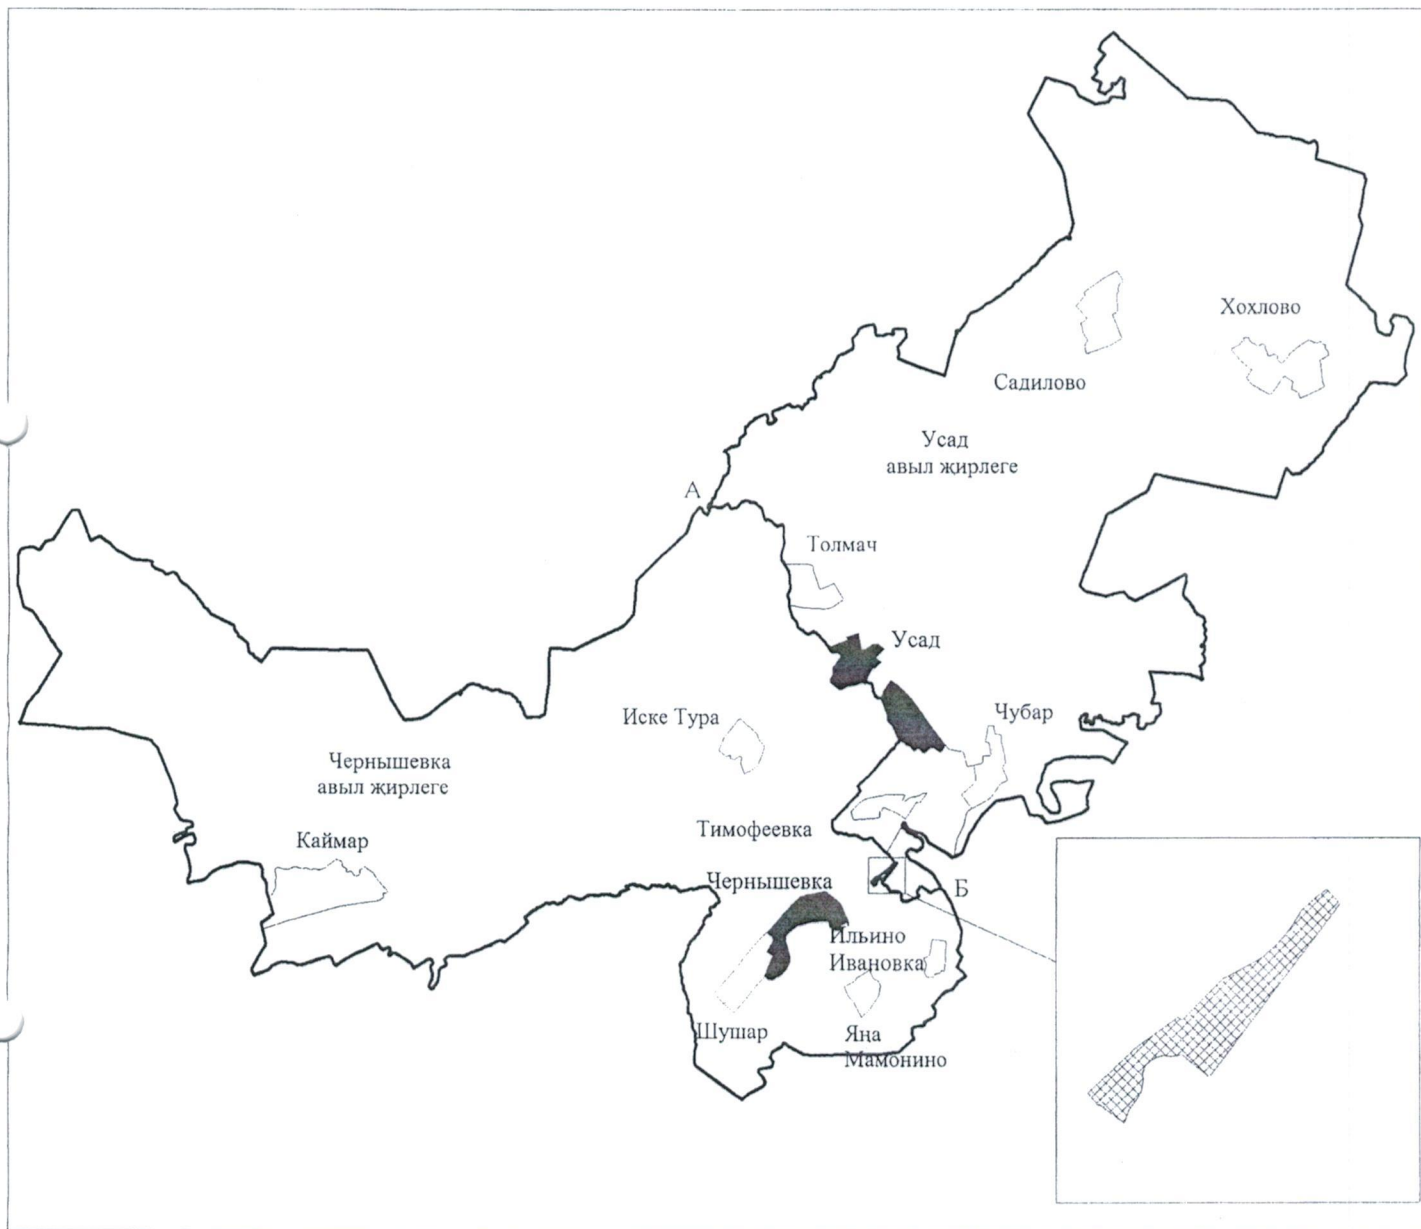 Хохлово
Садилово
Усад
авыл җирлеге
А
Толмач
Усад
Иске Тура
Чубар
Чернышевка
авыл җирлеге
Тимофеевка
Каймар
Чернышевка
Б
Ильино
Ивановка
Шушар
Яңа
Мамонино